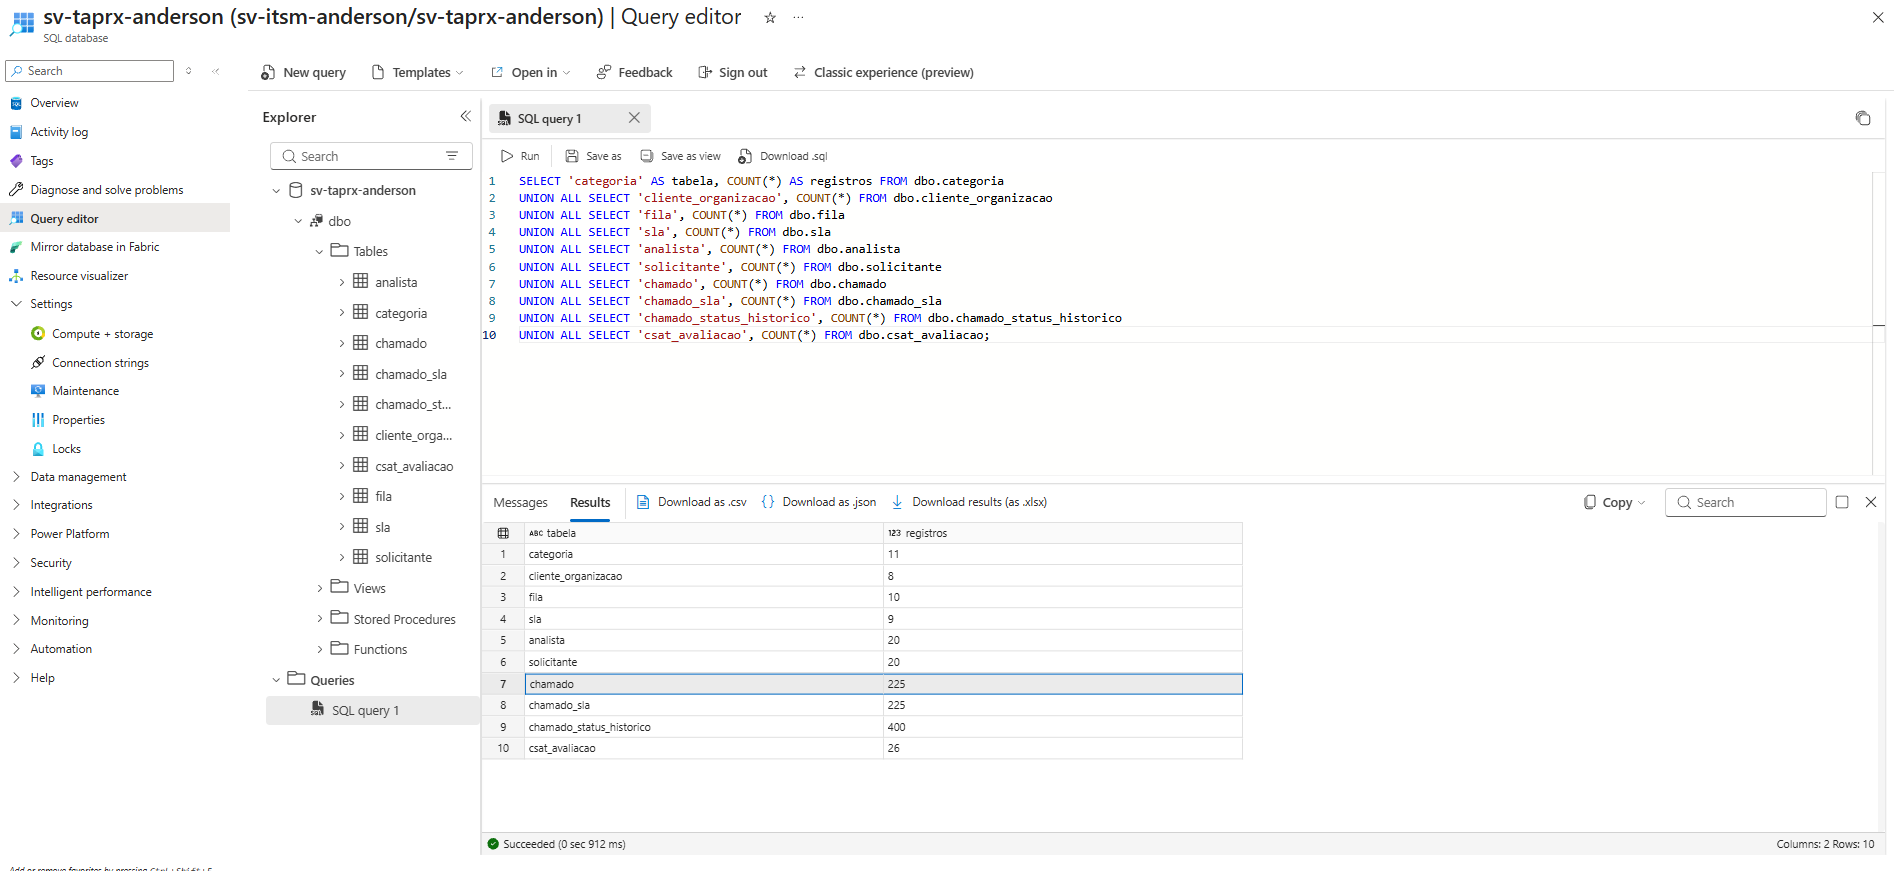 sv-taprx-anderson (sv-itsm-anderson/sv-taprx-anderson) | Query editor
SQL database
Search
Overview
Activity log
Tags
Diagnose and solve problems
Query editor
Mirror database in Fabric
Resource visualizer
Settings
Compute + storage
Connection strings
Maintenance
Properties
Locks
Data management
Integrations
Power Platform
Security
Intelligent performance
Monitoring
Automation
Help
Add or remove favorites by pressing Ctrl+Shift+F
New query Templates Open in Feedback Sign out Classic experience (preview)
Explorer
Search
sv-taprx-anderson
dbo
Tables
analista
categoria
chamado
chamado_sla
chamado_st...
cliente_orga...
csat_avaliacao
fila
sla
solicitante
Views
Stored Procedures
Functions
Queries
SQL query 1
SQL query 1
Run Save as Save as view Download .sql
1 SELECT 'categoria' AS tabela, COUNT(*) AS registros FROM dbo.categoria
2 UNION ALL SELECT 'cliente_organizacao', COUNT(*) FROM dbo.cliente_organizacao
3 UNION ALL SELECT 'fila', COUNT(*) FROM dbo.fila
4 UNION ALL SELECT 'sla', COUNT(*) FROM dbo.sla
5 UNION ALL SELECT 'analista', COUNT(*) FROM dbo.analista
6 UNION ALL SELECT 'solicitante', COUNT(*) FROM dbo.solicitante
7 UNION ALL SELECT 'chamado', COUNT(*) FROM dbo.chamado
8 UNION ALL SELECT 'chamado_sla', COUNT(*) FROM dbo.chamado_sla
9 UNION ALL SELECT 'chamado_status_historico', COUNT(*) FROM dbo.chamado_status_historico
10 UNION ALL SELECT 'csat_avaliacao', COUNT(*) FROM dbo.csat_avaliacao;
Messages Results Download as .csv Download as .json Download results (as .xlsx) Copy Search
ABC tabela 123 registros
1 categoria 11
2 cliente_organizacao 8
3 fila 10
4 sla 9
5 analista 20
6 solicitante 20
7 chamado 225
8 chamado_sla 225
9 chamado_status_historico 400
10 csat_avaliacao 26
Succeeded (0 sec 912 ms) Columns: 2 Rows: 10